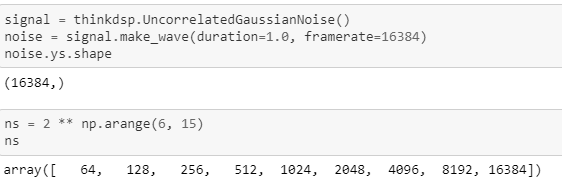 signal = thinkdsp.UncorrelatedGaussianNoise()
noise = signal.make_wave(duration=1.0, framerate=16384)
noise.ys.shape
(16384,)
ns = 2 ** np.arange(6, 15)
ns
array([   64,   128,   256,   512,  1024,  2048,  4096,  8192, 16384])